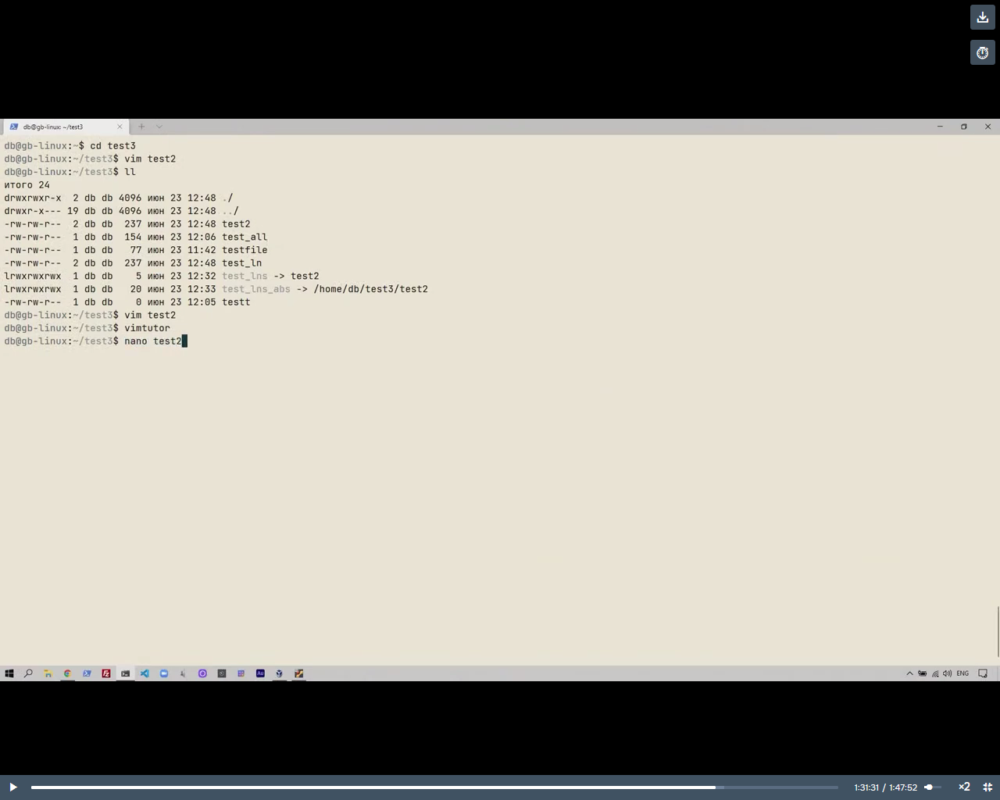 db@gb-linux: ~/test3
db@gb-linux:~$ cd test3
db@gb-linux:~/test3$ vim test2
db@gb-linux:~/test3$ ll
итого 24
drwxrwxr-x  2 db db 4096 июн 23 12:48 ./
drwxr-x--- 19 db db 4096 июн 23 12:48 ../
-rw-rw-r--  2 db db  237 июн 23 12:48 test2
-rw-rw-r--  1 db db  154 июн 23 12:06 test_all
-rw-rw-r--  1 db db   77 июн 23 11:42 testfile
-rw-rw-r--  2 db db  237 июн 23 12:48 test_ln
lrwxrwxrwx  1 db db    5 июн 23 12:32 test_lns -> test2
lrwxrwxrwx  1 db db   20 июн 23 12:33 test_lns_abs -> /home/db/test3/test2
-rw-rw-r--  1 db db    0 июн 23 12:05 testt
db@gb-linux:~/test3$ vim test2
db@gb-linux:~/test3$ vimtutor
db@gb-linux:~/test3$ nano test2
Fz
Au
ENG
1:31:31 / 1:47:52
×2